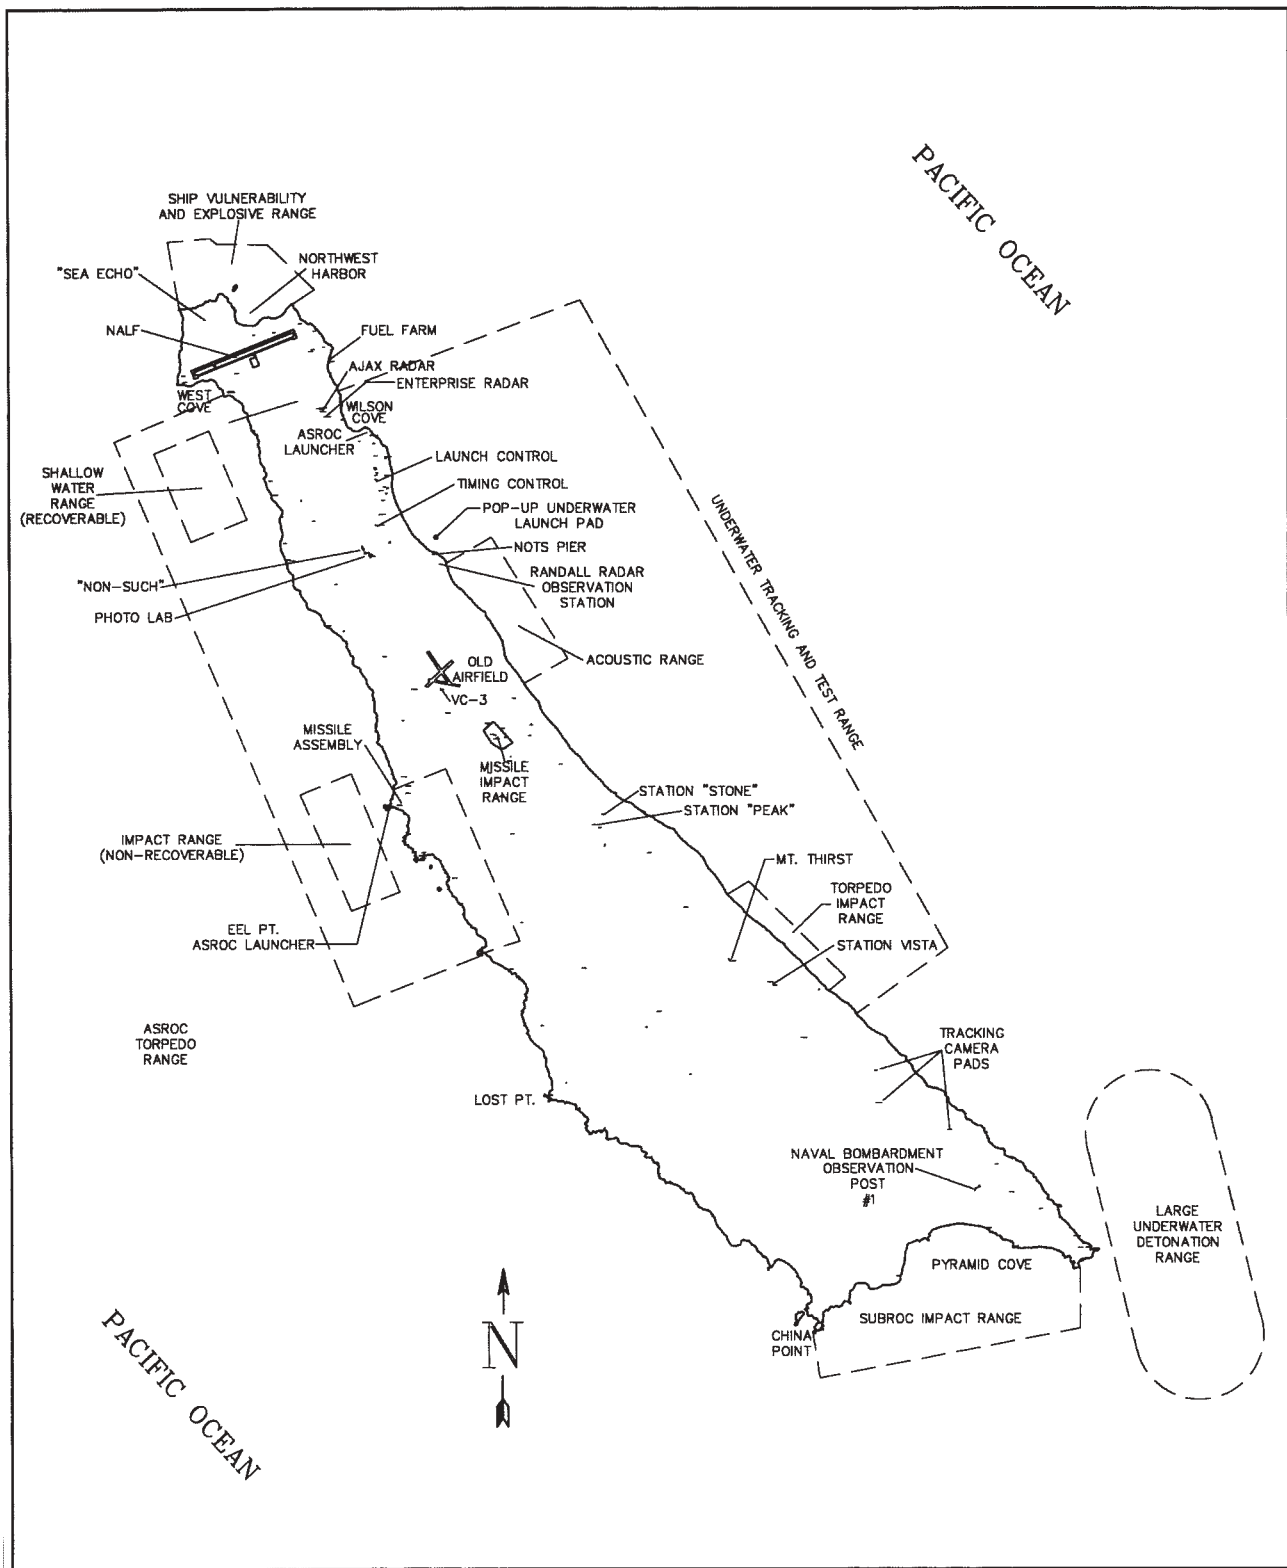 PACIFIC OCEAN
SHIP VULNERABILITY
AND EXPLOSIVE RANGE
"SEA ECHO"
NORTHWEST
HARBOR
NALF
FUEL FARM
AJAX RADAR
ENTERPRISE RADAR
WEST
COVE
WILSON
COVE
ASROC
LAUNCHER
LAUNCH CONTROL
SHALLOW
WATER
RANGE
(RECOVERABLE)
TIMING CONTROL
POP-UP UNDERWATER
LAUNCH PAD
UNDERWATER TRACKING AND TEST RANGE
NOTS PIER
RANDALL RADAR
OBSERVATION
STATION
"NON-SUCH"
PHOTO LAB
ACOUSTIC RANGE
OLD
AIRFIELD
VC-3
MISSILE
ASSEMBLY
MISSILE
IMPACT
RANGE
STATION "STONE"
STATION "PEAK"
IMPACT RANGE
(NON-RECOVERABLE)
MT. THIRST
TORPEDO
IMPACT
RANGE
EEL PT.
ASROC LAUNCHER
STATION VISTA
ASROC
TORPEDO
RANGE
TRACKING
CAMERA
PADS
LOST PT.
NAVAL BOMBARDMENT
OBSERVATION
POST
#1
LARGE
UNDERWATER
DETONATION
RANGE
PYRAMID COVE
SUBROC IMPACT RANGE
CHINA
POINT
N
PACIFIC OCEAN